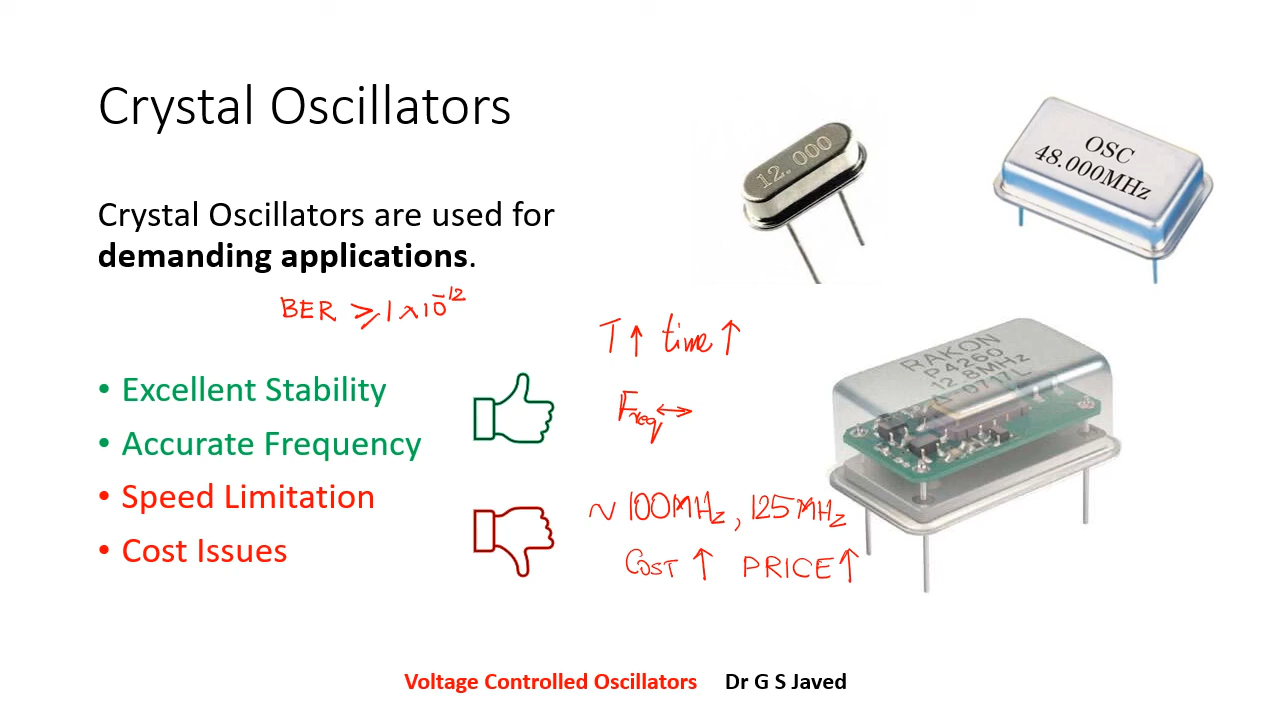 Crystal Oscillators
12.000
OSC
48.000MHz
Crystal Oscillators are used for
demanding applications.
BER ≥ 1 × 10⁻¹²
T ↑ time ↑
RAKON
P4260
12.8MHz
0717L
• Excellent Stability
Freq ↔
• Accurate Frequency
• Speed Limitation
~ 100MHz, 125MHz
• Cost Issues
COST ↑ PRICE ↑
Voltage Controlled Oscillators Dr G S Javed